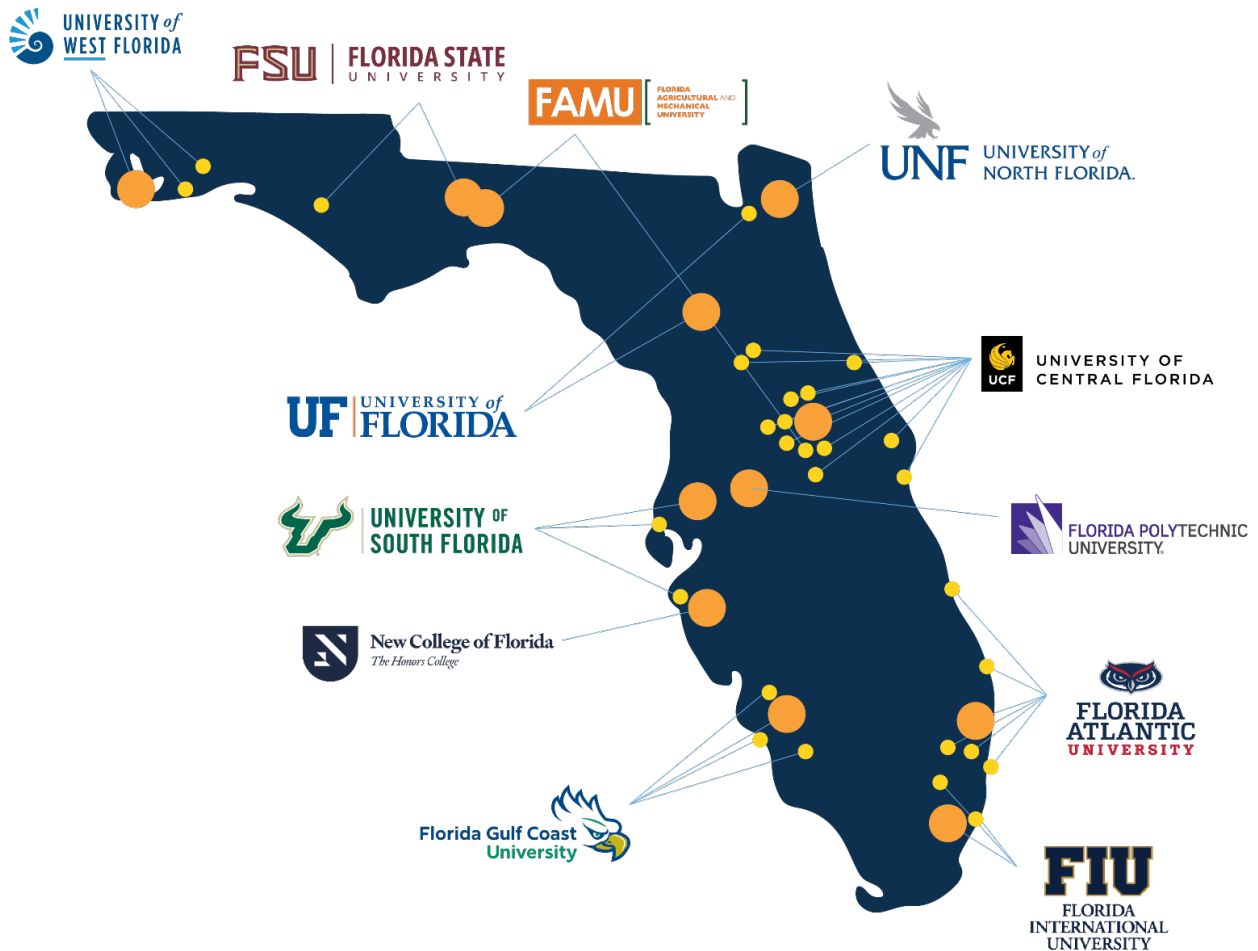 UNIVERSITY of
WEST FLORIDA
FSU
FLORIDA STATE
UNIVERSITY
FAMU
FLORIDA
AGRICULTURAL AND
MECHANICAL
UNIVERSITY
UNF
UNIVERSITY of
NORTH FLORIDA.
UCF
UNIVERSITY OF
CENTRAL FLORIDA
UF
UNIVERSITY of
FLORIDA
UNIVERSITY OF
SOUTH FLORIDA
FLORIDA POLYTECHNIC
UNIVERSITY.
New College of Florida
The Honors College
N
FLORIDA
ATLANTIC
UNIVERSITY
Florida Gulf Coast
University
FIU
FLORIDA
INTERNATIONAL
UNIVERSITY